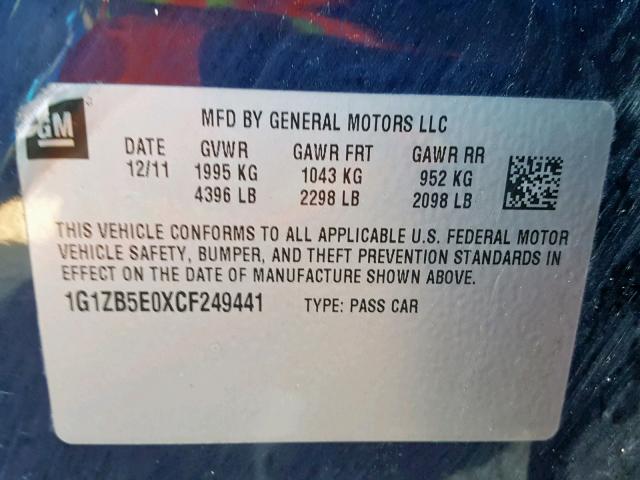 GM
MFD BY GENERAL MOTORS LLC
DATE GVWR GAWR FRT GAWR RR
12/11 1995 KG 1043 KG 952 KG
4396 LB 2298 LB 2098 LB
THIS VEHICLE CONFORMS TO ALL APPLICABLE U.S. FEDERAL MOTOR
VEHICLE SAFETY, BUMPER, AND THEFT PREVENTION STANDARDS IN
EFFECT ON THE DATE OF MANUFACTURE SHOWN ABOVE.
1G1ZB5E0XCF249441 TYPE: PASS CAR